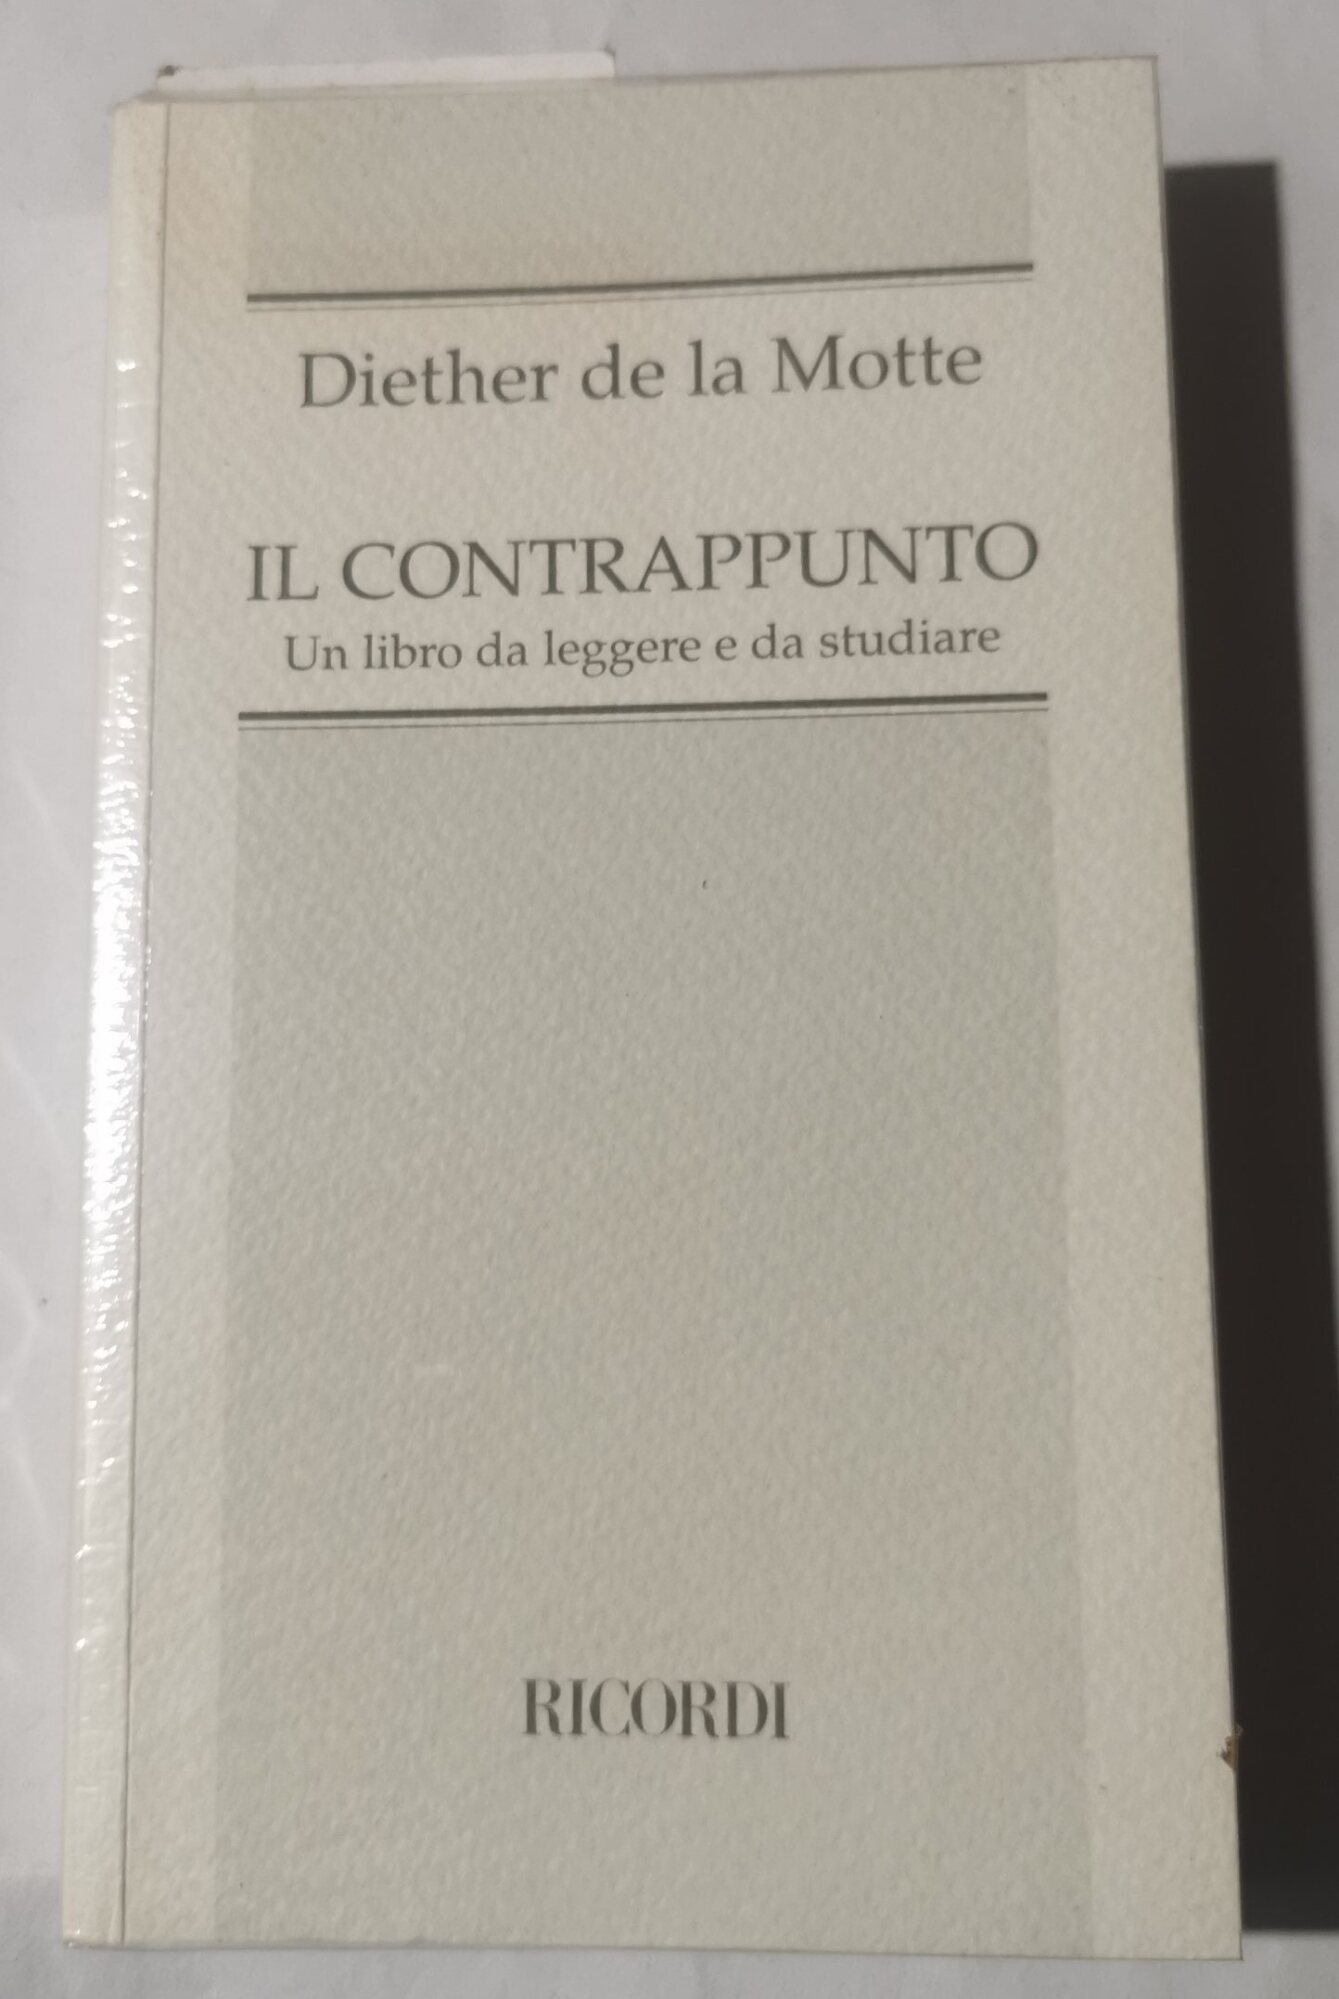 Diether de la Motte
IL CONTRAPPUNTO
Un libro da leggere e da studiare
RICORDI